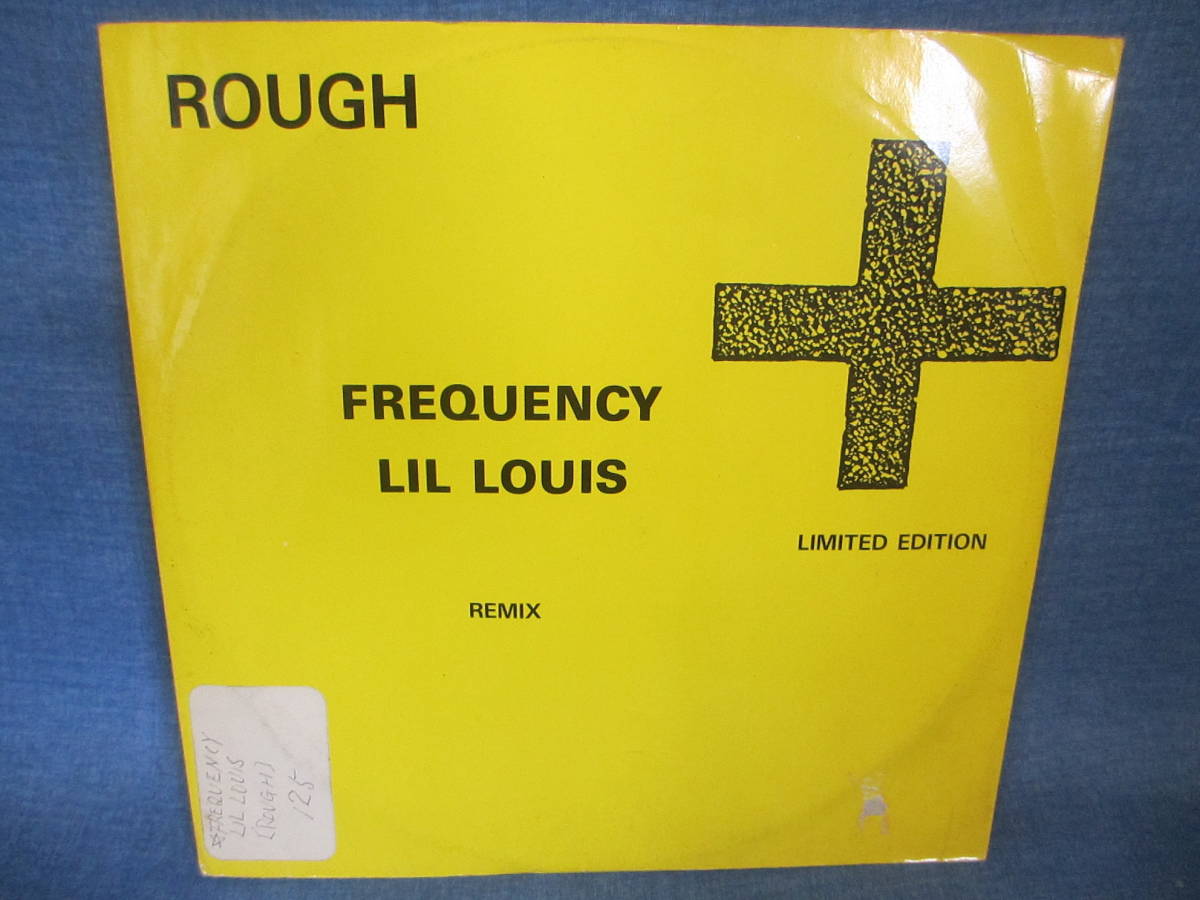 ROUGH
FREQUENCY
LIL LOUIS
LIMITED EDITION
REMIX
FREQUENCY
LIL LOUIS
(ROUGH)
125